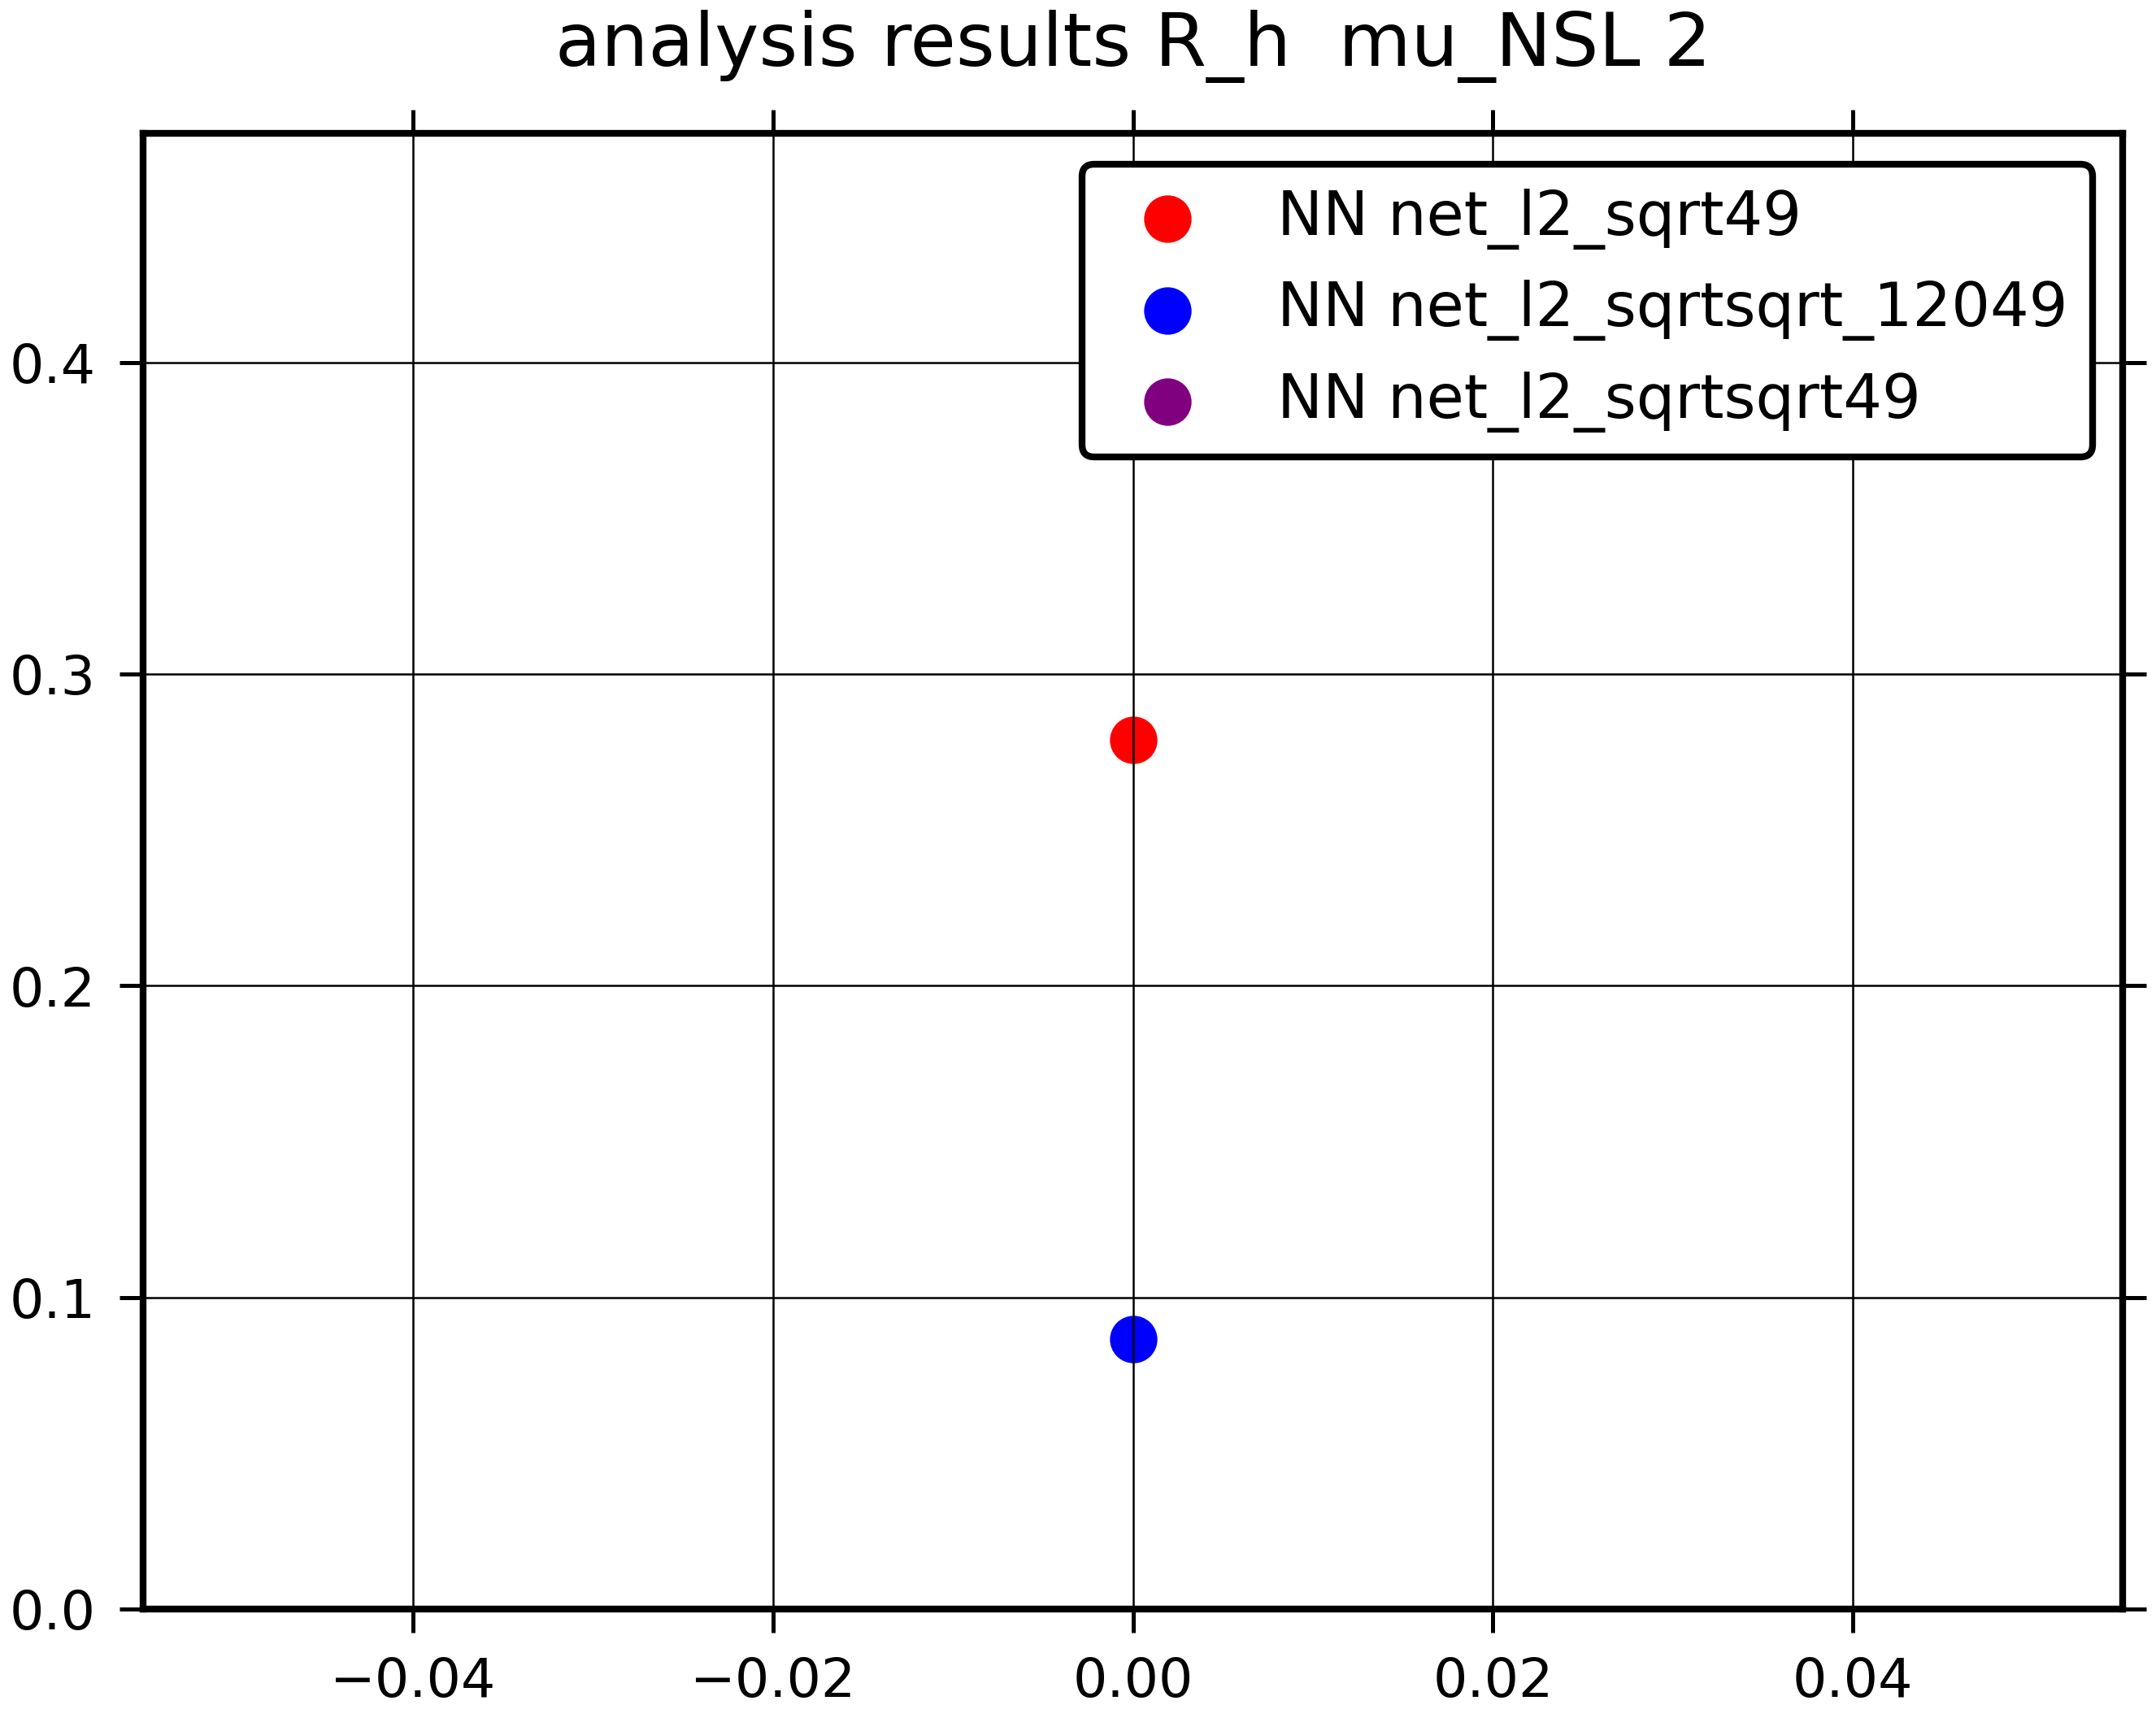 analysis results R_h  mu_NSL 2
NN net_l2_sqrt49
NN net_l2_sqrtsqrt_12049
NN net_l2_sqrtsqrt49
0.4
0.3
0.2
0.1
0.0
−0.04 −0.02 0.00 0.02 0.04